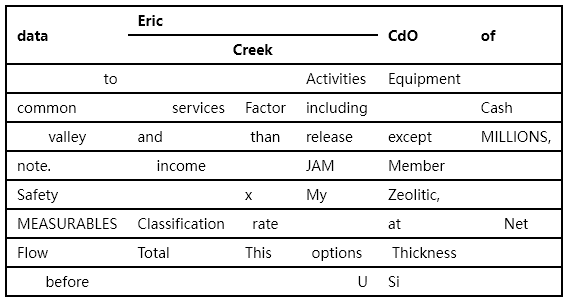 Eric
data CdO of
Creek
to Activities Equipment
common services Factor including Cash
valley and than release except MILLIONS,
note. income JAM Member
Safety x My Zeolitic,
MEASURABLES Classification rate at Net
Flow Total This options Thickness
before U Si